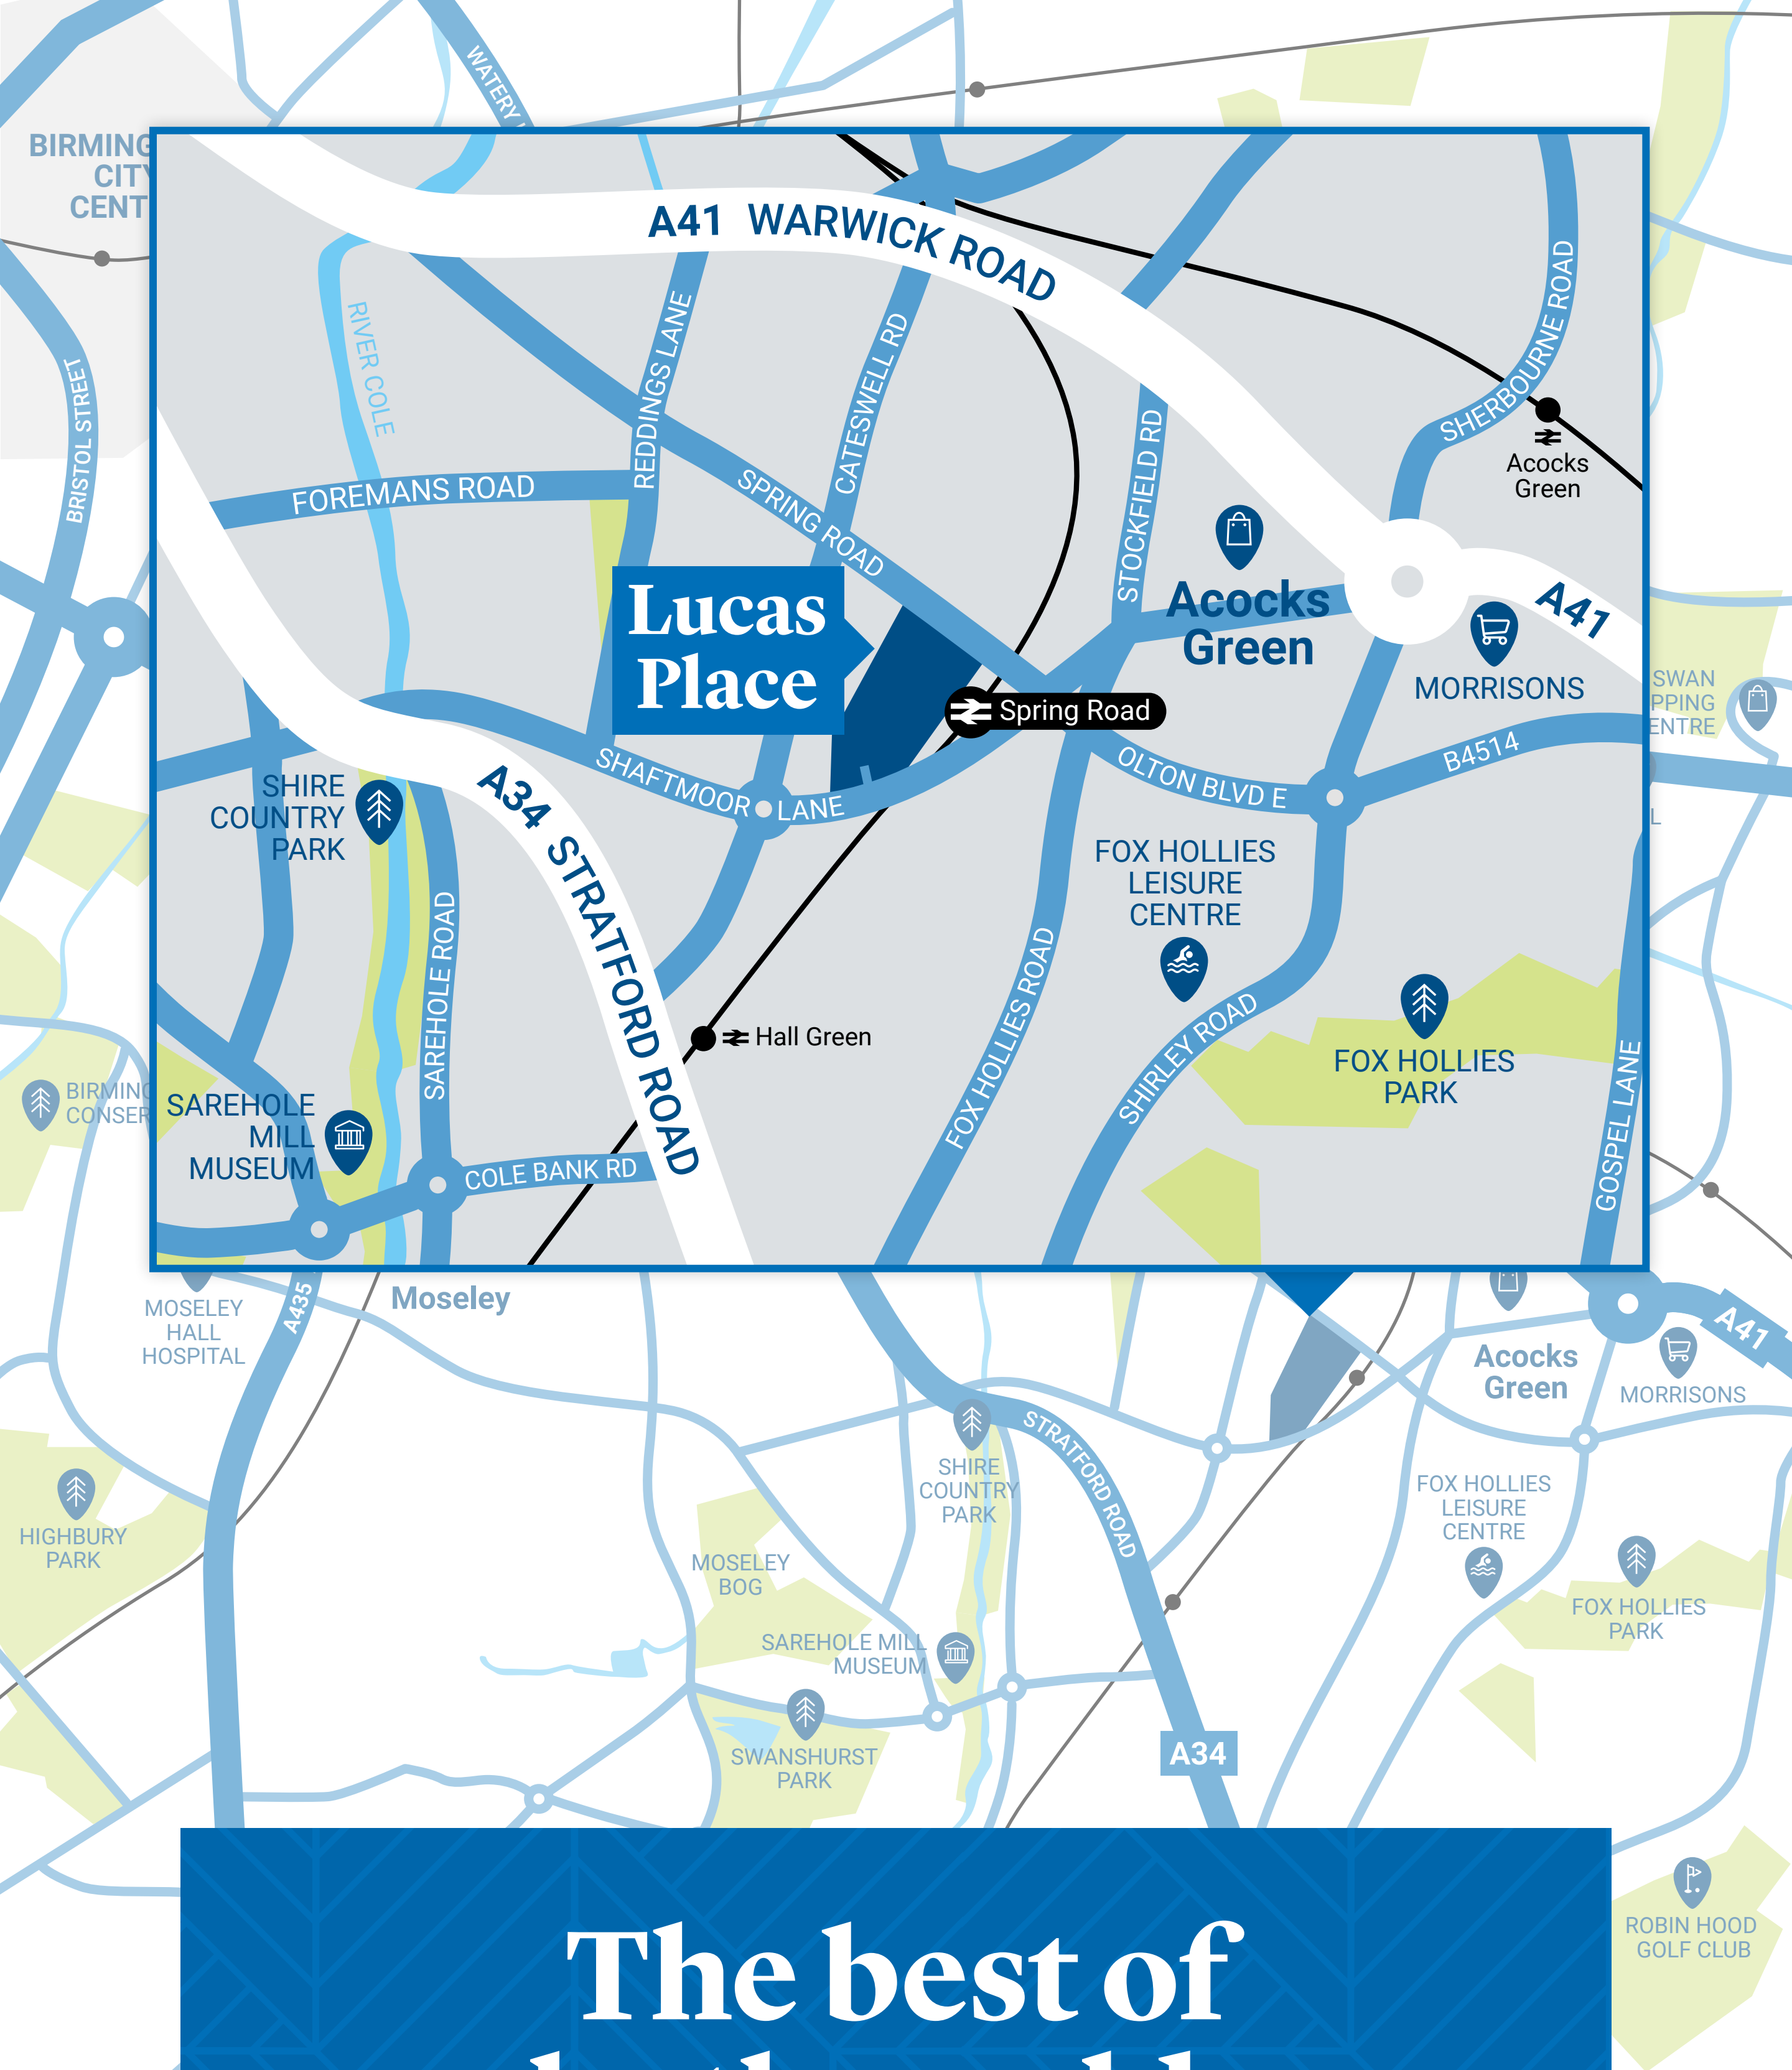 WATERY
BIRMING
CITY
CENT
BRISTOL STREET
A41 WARWICK ROAD
RIVER COLE
REDDINGS LANE
CATESWELL RD
SHERBOURNE ROAD
Acocks
Green
FOREMANS ROAD
SPRING ROAD
STOCKFIELD RD
Lucas
Place
Acocks
Green
A41
MORRISONS
Spring Road
SWAN
PPING
ENTRE
L
SHAFTMOOR LANE
OLTON BLVD E
B4514
SHIRE
COUNTRY
PARK
A34 STRATFORD ROAD
FOX HOLLIES
LEISURE
CENTRE
SAREHOLE ROAD
Hall Green
FOX HOLLIES ROAD
SHIRLEY ROAD
FOX HOLLIES
PARK
GOSPEL LANE
BIRMING
CONSER
SAREHOLE
MILL
MUSEUM
COLE BANK RD
MOSELEY
HALL
HOSPITAL
A435
Moseley
A41
Acocks
Green
MORRISONS
STRATFORD ROAD
SHIRE
COUNTRY
PARK
FOX HOLLIES
LEISURE
CENTRE
HIGHBURY
PARK
MOSELEY
BOG
FOX HOLLIES
PARK
SAREHOLE MILL
MUSEUM
SWANSHURST
PARK
A34
ROBIN HOOD
GOLF CLUB
The best of